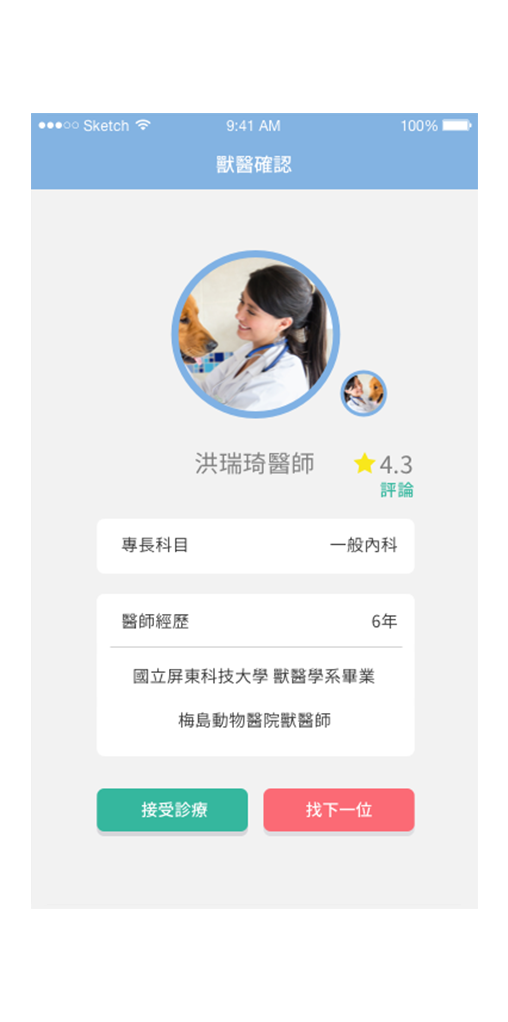 Sketch 9:41 AM 100%
獸醫確認
洪瑞琦醫師 4.3
評論
專長科目 一般內科
醫師經歷 6年
國立屏東科技大學 獸醫學系畢業
梅島動物醫院獸醫師
接受診療 找下一位